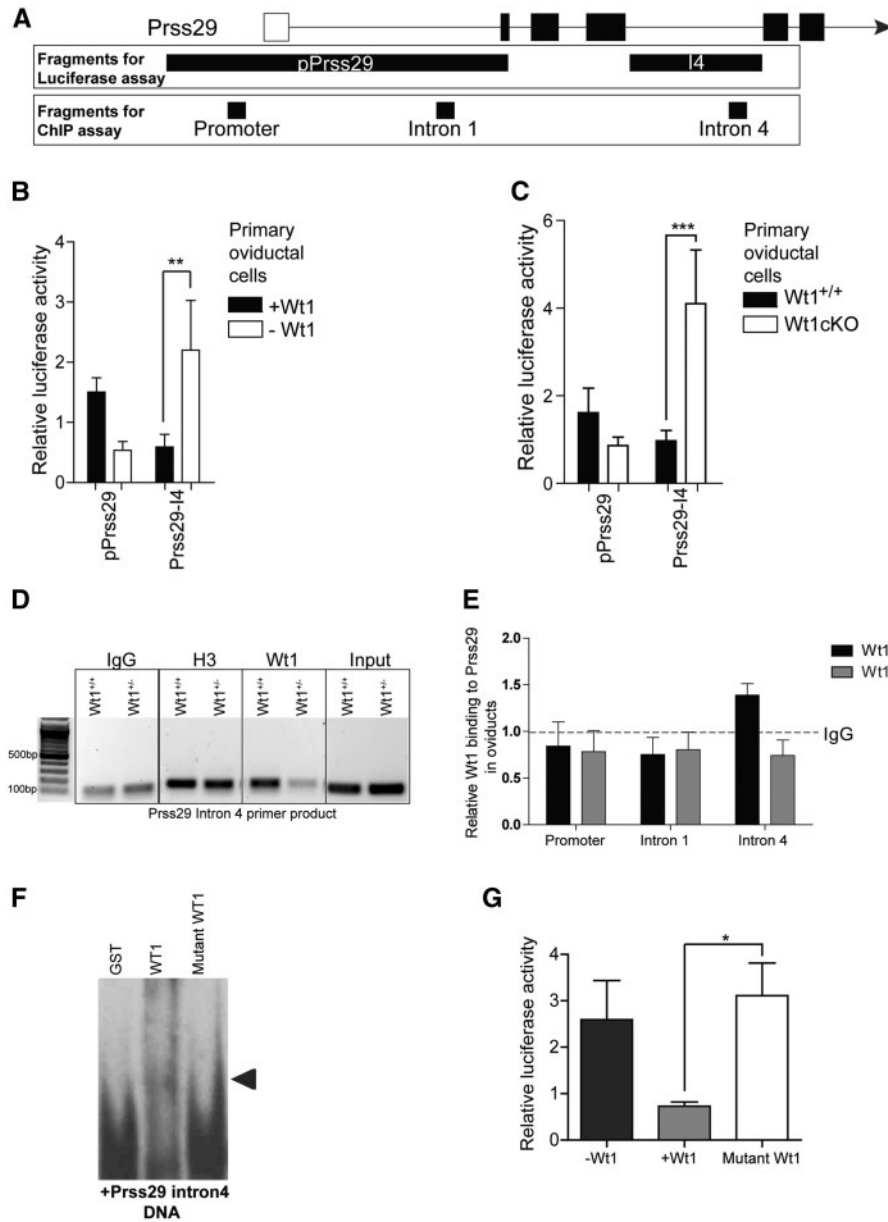 A
Prss29
Fragments for
Luciferase assay
pPrss29
I4
Fragments for
ChIP assay
Promoter
Intron 1
Intron 4
B
Relative luciferase activity
4
3
2
1
0
pPrss29
Prss29-I4
**
Primary
oviductal
cells
+Wt1
- Wt1
C
Relative luciferase activity
6
4
2
0
pPrss29
Prss29-I4
***
Primary
oviductal
cells
Wt1+/+
Wt1cKO
D
IgG
H3
Wt1
Input
Wt1+/+
Wt1+/-
Wt1+/+
Wt1+/-
Wt1+/+
Wt1+/-
Wt1+/+
Wt1+/-
500bp
100bp
Prss29 Intron 4 primer product
E
Relative Wt1 binding to Prss29
in oviducts
2.0
1.5
1.0
0.5
0.0
Promoter
Intron 1
Intron 4
Wt1
Wt1
IgG
F
GST
WT1
Mutant WT1
+Prss29 intron4
DNA
G
Relative luciferase activity
4
3
2
1
0
*
-Wt1
+Wt1
Mutant Wt1